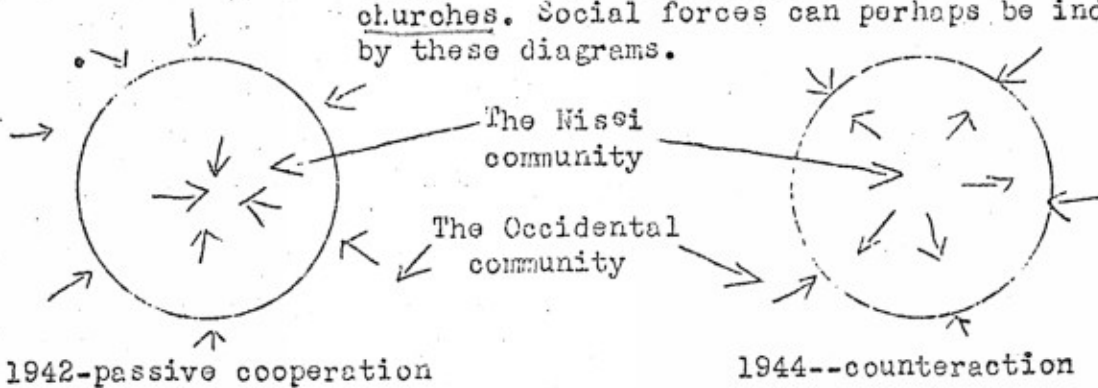 churches. Social forces can perhaps be ind
by these diagrams.
The Nisei
community
The Occidental
community
1942-passive cooperation
1944--counteraction